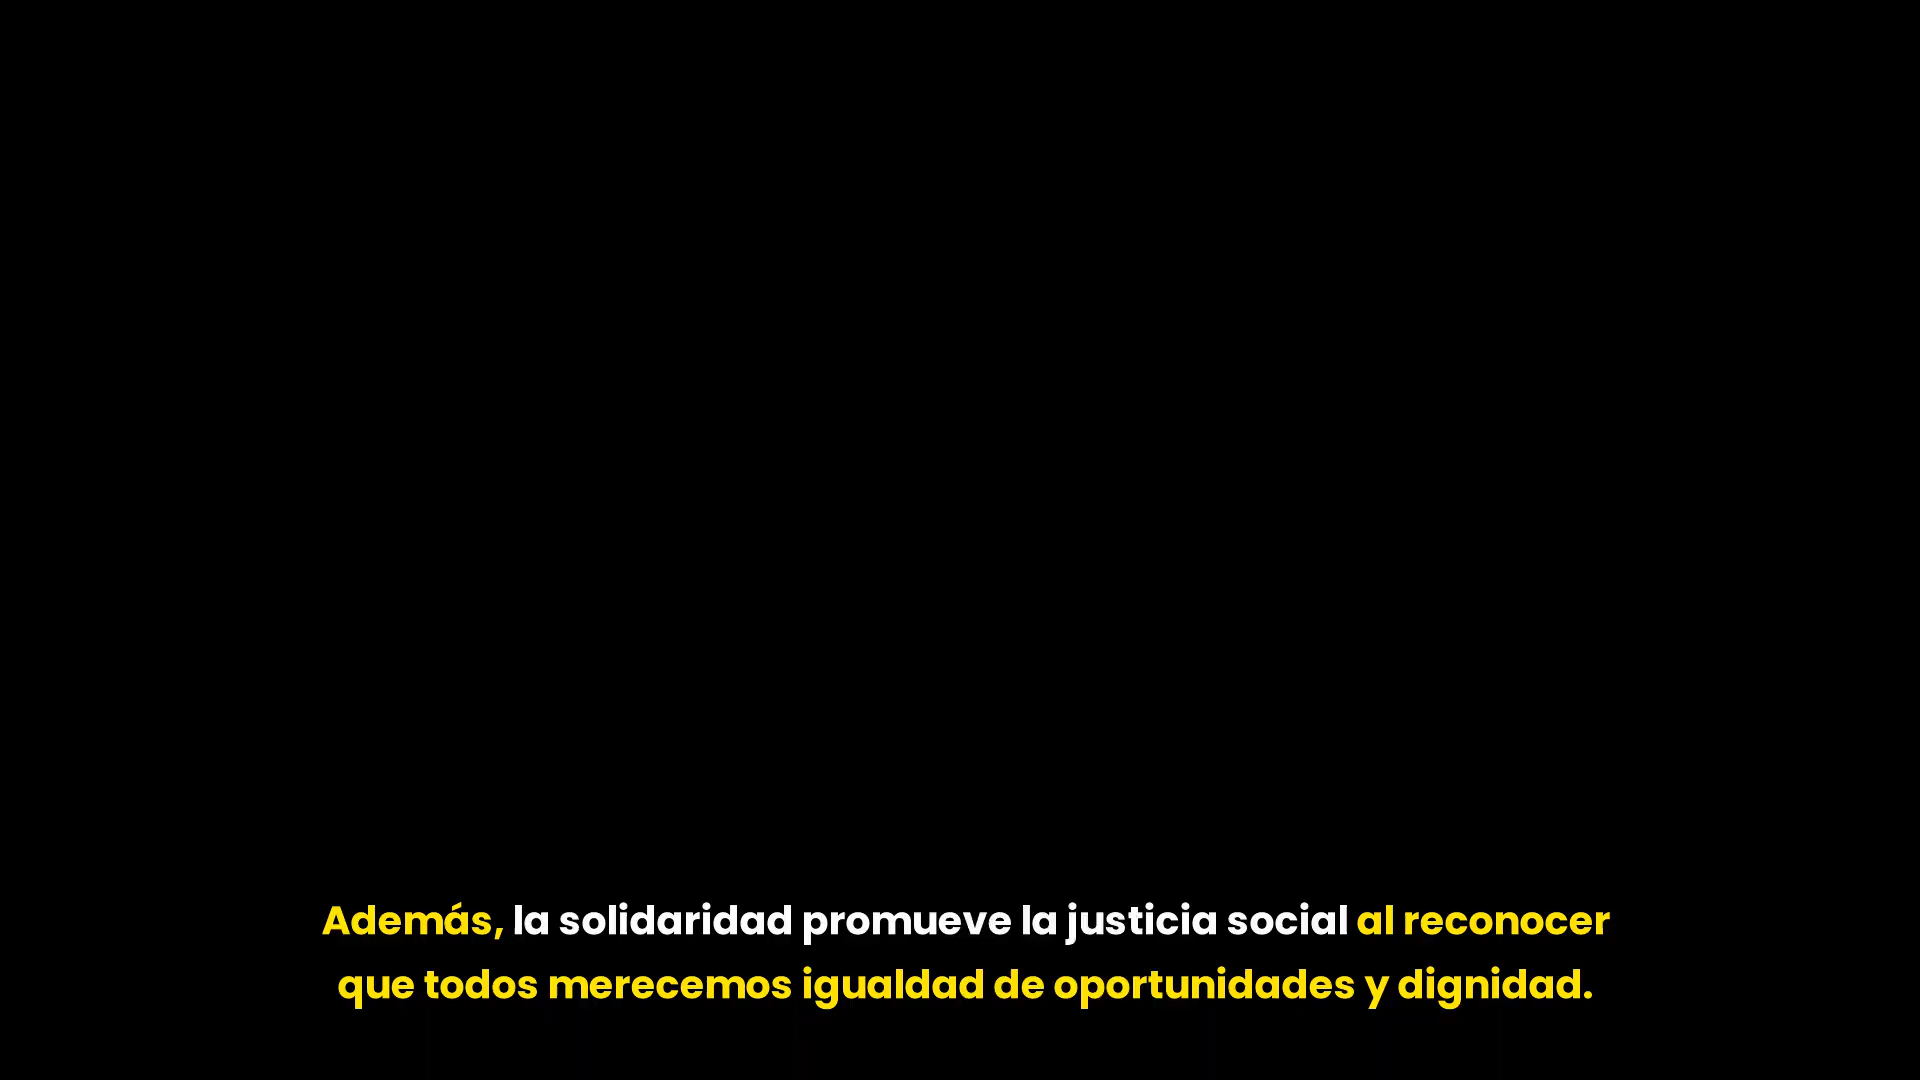 Además, la solidaridad promueve la justicia social al reconocer
que todos merecemos igualdad de oportunidades y dignidad.